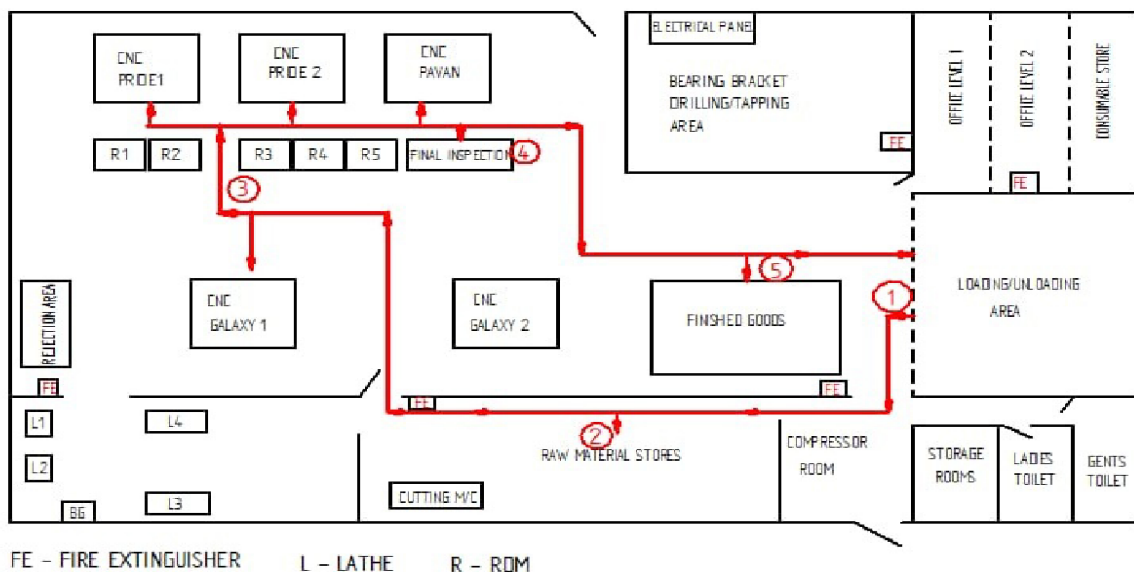 ELECTRICAL PANEL
CNC
PRIDE1
CNC
PRIDE 2
CNC
PAVAN
BEARING BRACKET
DRILLING/TAPPING
AREA
OFFICE LEVEL 1
OFFICE LEVEL 2
CONSUMABLE STORE
FE
R1
R2
R3
R4
R5
FINAL INSPECTION
4
3
FE
5
1
REJECTION AREA
CNC
GALAXY 1
CNC
GALAXY 2
FINISHED GOODS
LOADING/UNLOADING
AREA
FE
FE
FE
L1
L4
2
RAW MATERIAL STORES
COMPRESSOR
ROOM
STORAGE
ROOMS
LADIES
TOILET
GENTS
TOILET
L2
CUTTING M/C
L3
BG
FE - FIRE EXTINGUISHER
L - LATHE
R - RDM